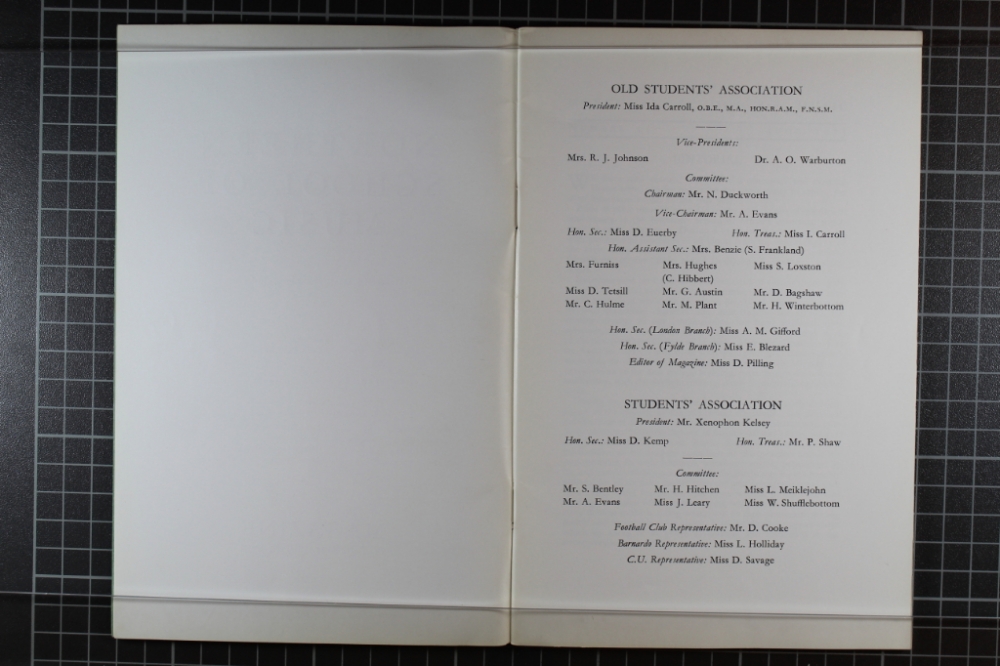 OLD STUDENTS' ASSOCIATION
President: Miss Ida Carroll, O.B.E., M.A., HON.R.A.M., F.N.S.M.
Vice-Presidents:
Mrs. R. J. Johnson Dr. A. O. Warburton
Committee:
Chairman: Mr. N. Duckworth
Vice-Chairman: Mr. A. Evans
Hon. Sec.: Miss D. Euerby Hon. Treas.: Miss I. Carroll
Hon. Assistant Sec.: Mrs. Benzie (S. Frankland)
Mrs. Furniss Mrs. Hughes Miss S. Loxston
(C. Hibbert)
Miss D. Tetsill Mr. G. Austin Mr. D. Bagshaw
Mr. C. Hulme Mr. M. Plant Mr. H. Winterbottom
Hon. Sec. (London Branch): Miss A. M. Gifford
Hon. Sec. (Fylde Branch): Miss E. Blezard
Editor of Magazine: Miss D. Pilling
STUDENTS' ASSOCIATION
President: Mr. Xenophon Kelsey
Hon. Sec.: Miss D. Kemp Hon. Treas.: Mr. P. Shaw
Committee:
Mr. S. Bentley Mr. H. Hitchen Miss L. Meiklejohn
Mr. A. Evans Miss J. Leary Miss W. Shufflebottom
Football Club Representative: Mr. D. Cooke
Barnardo Representative: Miss L. Holliday
C.U. Representative: Miss D. Savage